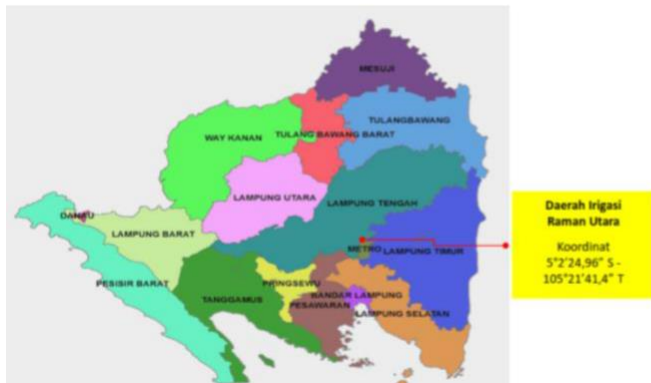 MESUJI
TULANGBAWANG
WAY KANAN
TULANG BAWANG BARAT
LAMPUNG UTARA
LAMPUNG TENGAH
DANAU
LAMPUNG BARAT
METRO
LAMPUNG TIMUR
PESISIR BARAT
PRINGSEWU
TANGGAMUS
BANDAR LAMPUNG
PESAWARAN
LAMPUNG SELATAN
Daerah Irigasi
Raman Utara
Koordinat
5°2'24,96" S -
105°21'41,4" T